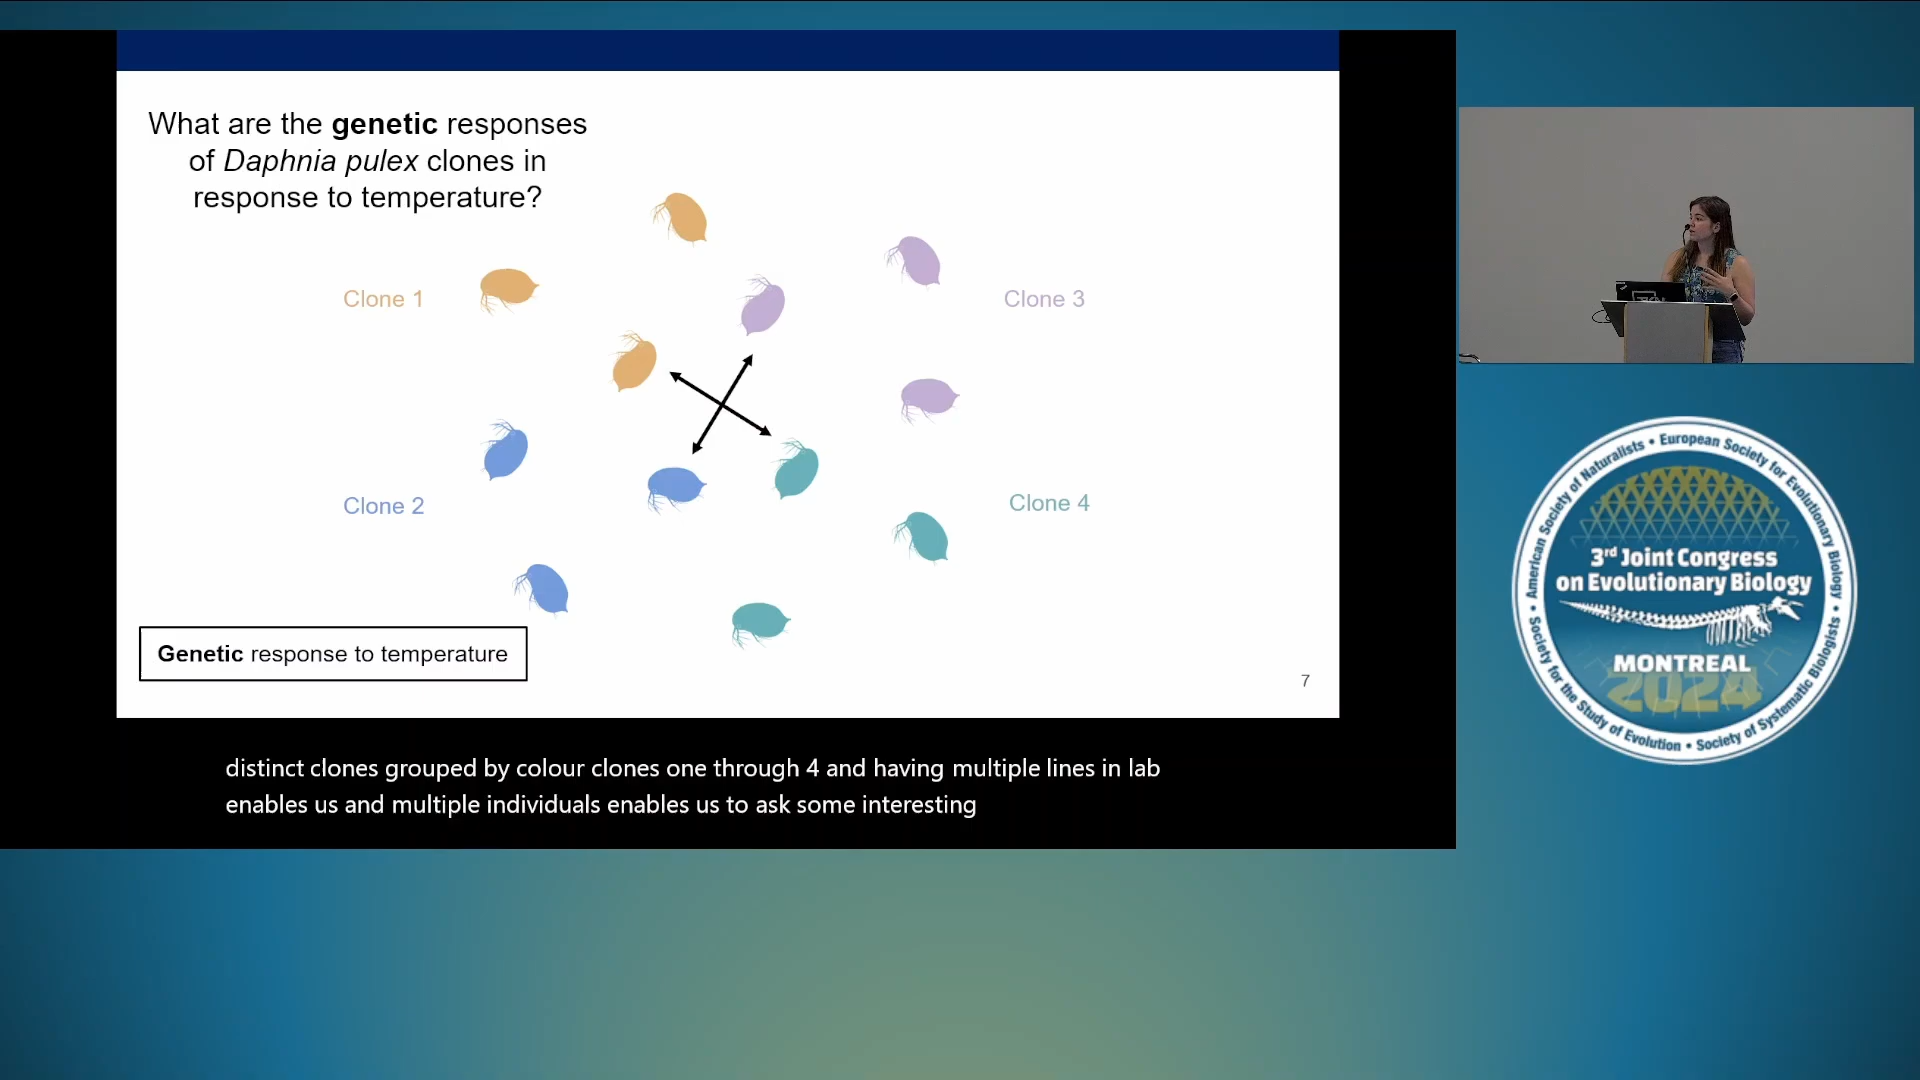 What are the genetic responses
of Daphnia pulex clones in
response to temperature?
Clone 1
Clone 3
Clone 2
Clone 4
Genetic response to temperature
7
distinct clones grouped by colour clones one through 4 and having multiple lines in lab
enables us and multiple individuals enables us to ask some interesting
American Society of Naturalists • European Society for Evolutionary Biology •
Society for the Study of Evolution • Society of Systematic Biologists •
3rd Joint Congress
on Evolutionary Biology
MONTREAL
2024